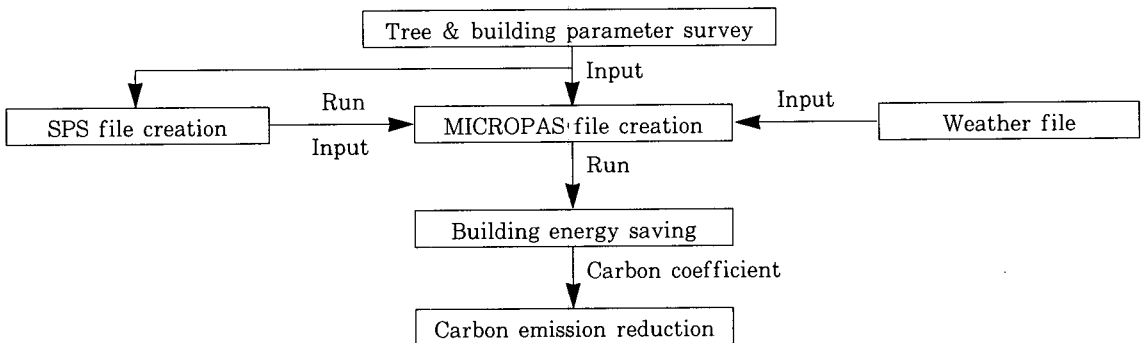 Tree & building parameter survey
Input
Run
Input
SPS file creation
MICROPAS file creation
Weather file
Input
Run
Building energy saving
Carbon coefficient
Carbon emission reduction